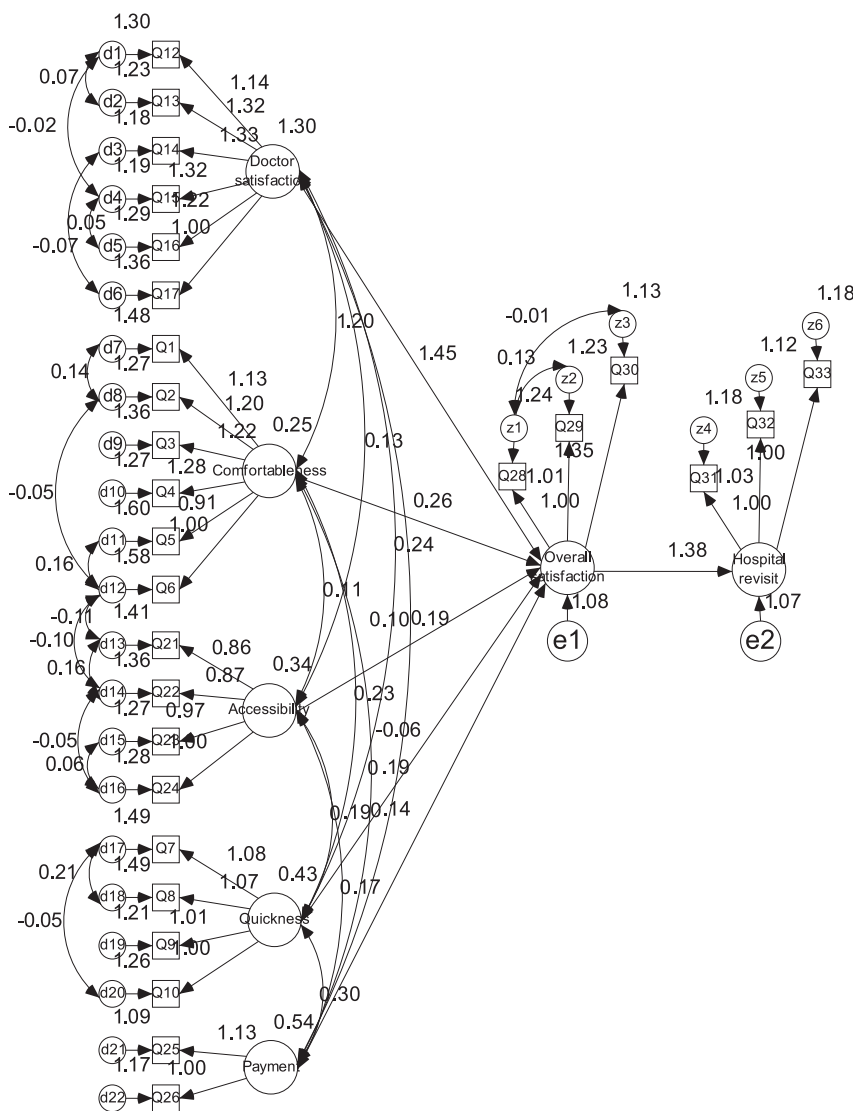 1.30
d1 Q12
1.23
0.07
1.14
d2 Q13
1.32
1.18
-0.02
1.33 1.30
d3 Q14
1.19 1.32
Doctor
satisfaction
d4 Q15
1.22
1.29
0.05
1.00
d5 Q16
-0.07
1.36
d6 Q17
1.48
d7 Q1
1.27
0.14
1.13
d8 Q2
1.20
1.36
1.22 0.25
d9 Q3
1.27 1.28
Comfortableness
d10 Q4
-0.05
1.60 0.91
1.00
d11 Q5
1.58
0.16
d12 Q6
1.41
-0.11
-0.10
d13 Q21
0.86
1.36
0.16
0.87 0.34
d14 Q22
1.27 0.97
Accessibility
-0.05
d15 Q23
1.00
1.28
0.06
d16 Q24
1.49
d17 Q7
1.08
1.49
0.21
1.07 0.43
d18 Q8
1.21 1.01
-0.05
Quickness
d19 Q9
1.00
1.26
d20 Q10
1.09
0.54
1.13
d21 Q25
1.17 1.00
Payment
d22 Q26
1.20
1.45
0.13
0.26
0.24
0.11
0.10
0.19
0.23
-0.06
0.19
0.19
0.14
0.17
0.30
-0.01
1.13
z3
0.13
1.23
Q30
z2
1.24
z1
Q29
1.35
Q28
1.01
1.00
Overall
satisfaction
1.08
e1
1.38
1.18
z6
1.12
Q33
z5
1.18
Q32
z4
1.00
Q31
1.03
1.00
Hospital
revisit
1.07
e2